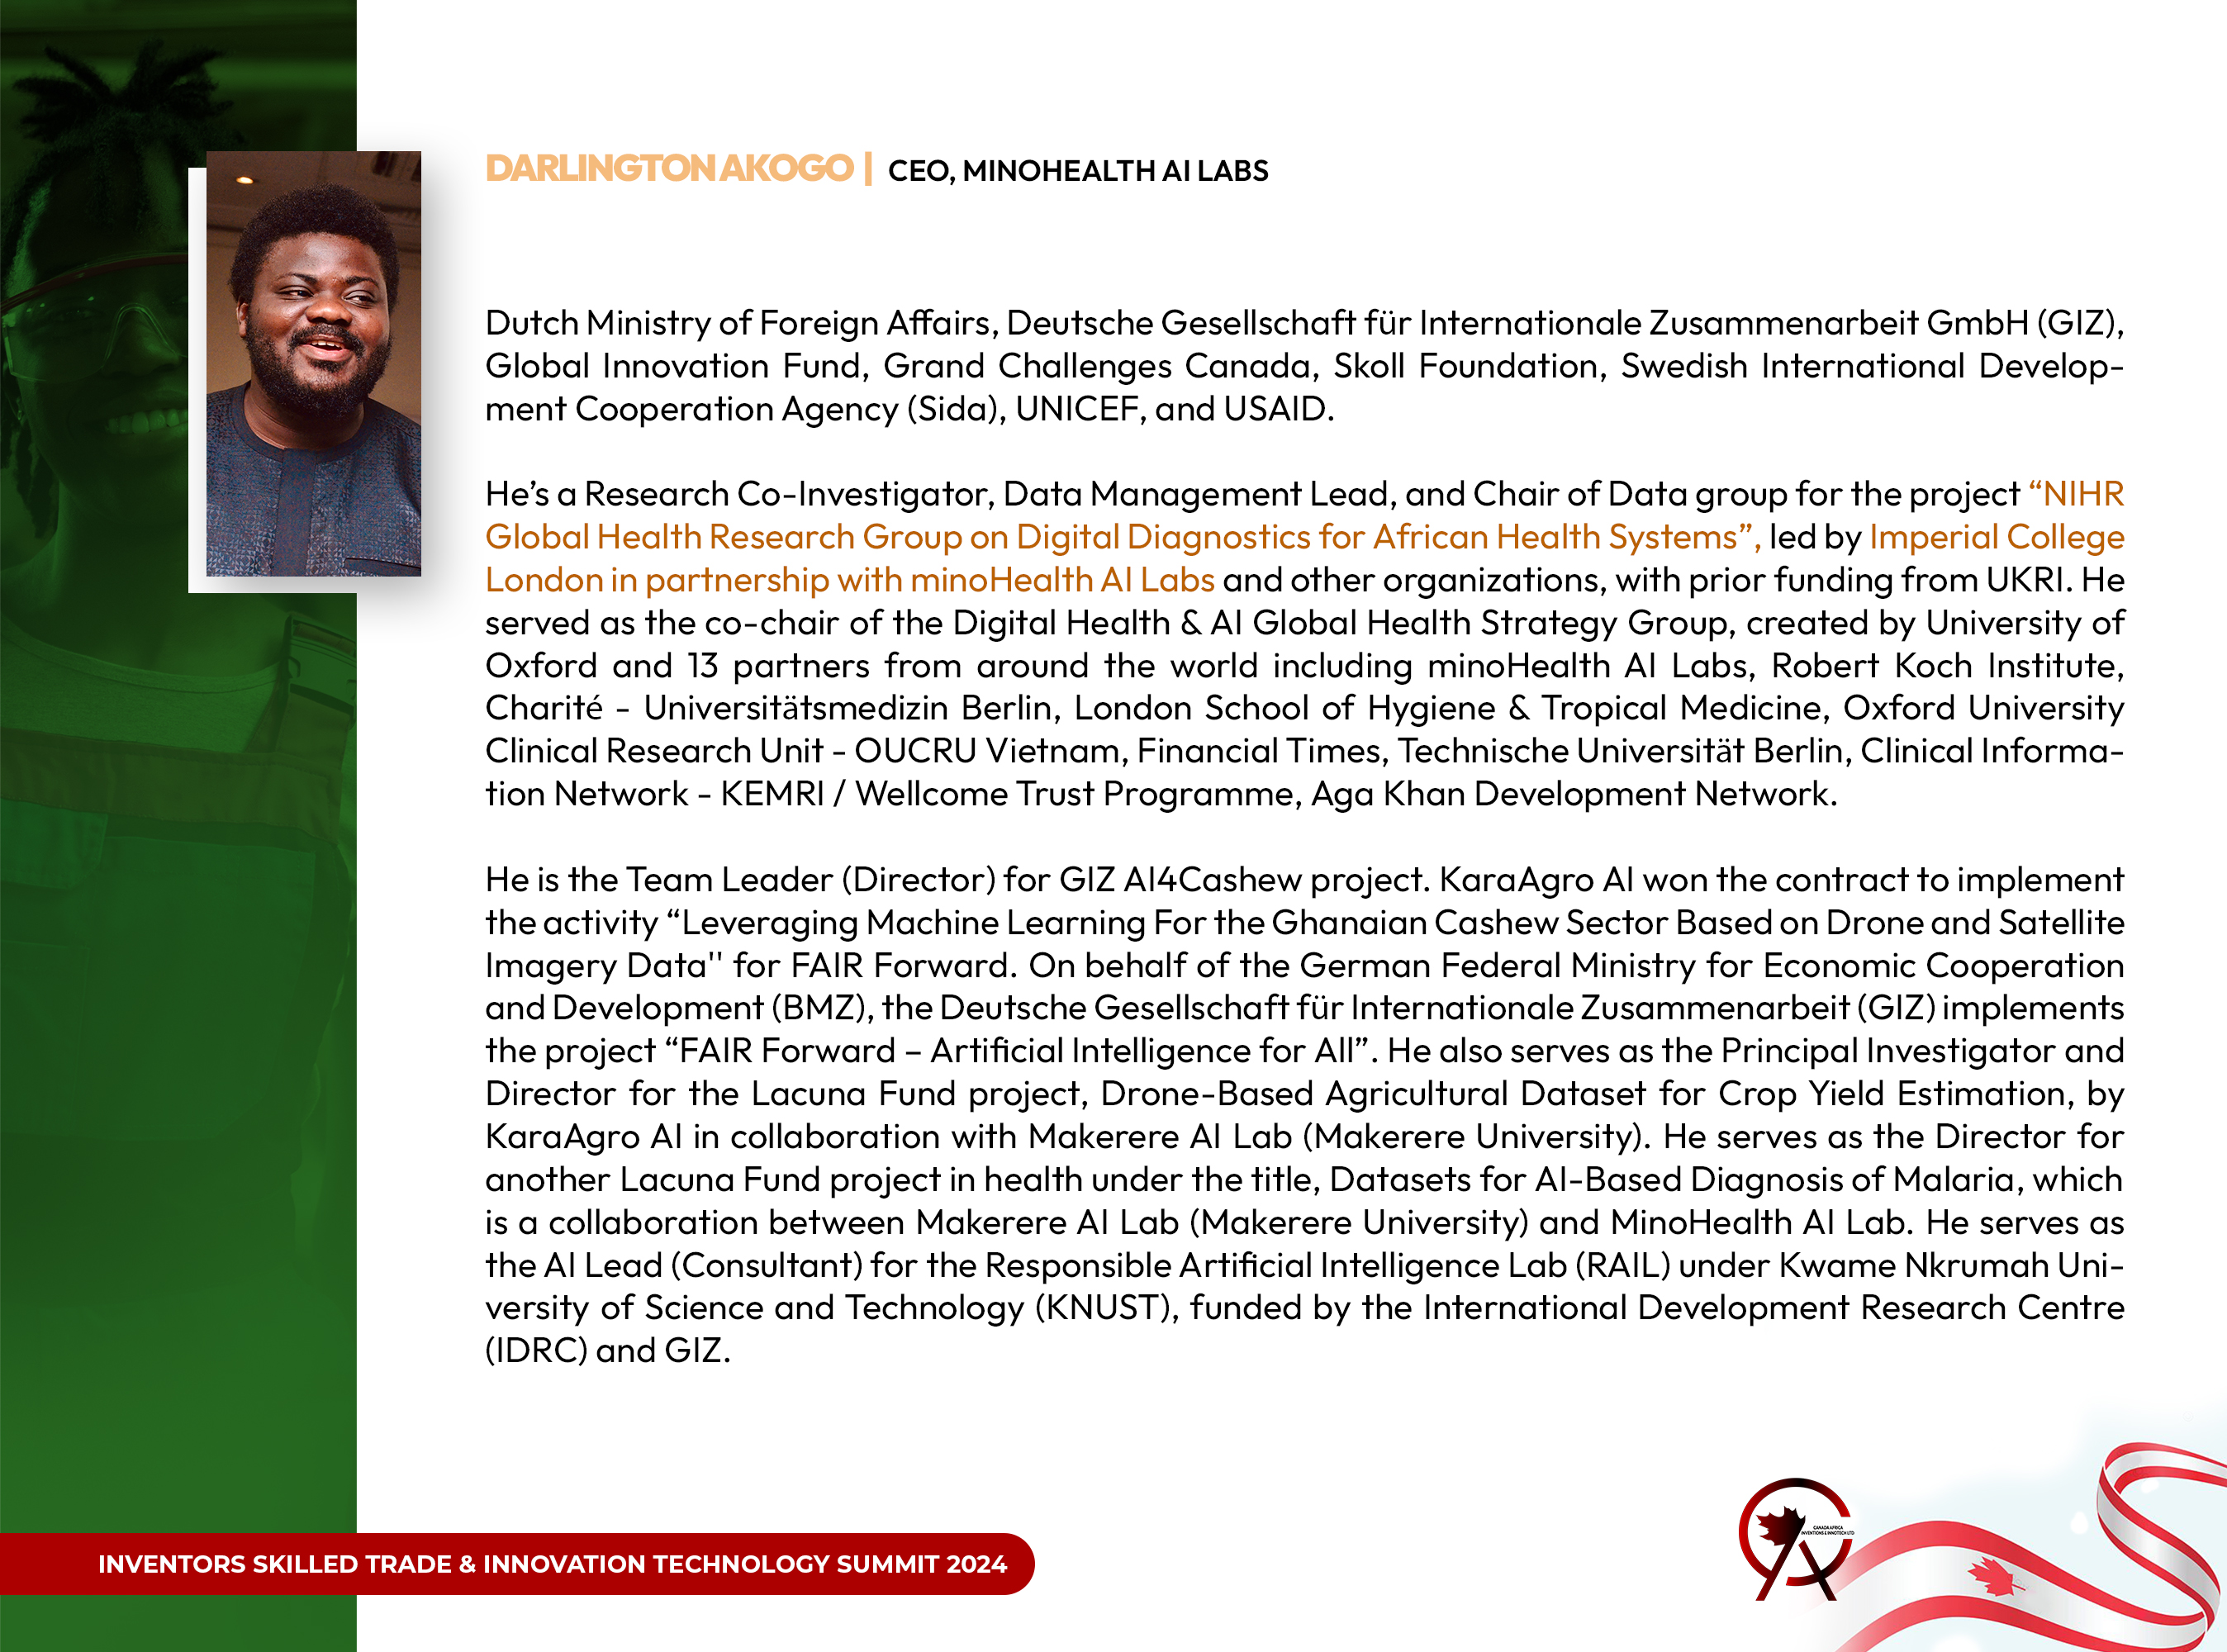 DARLINGTON AKOGO | CEO, MINOHEALTH AI LABS
Dutch Ministry of Foreign Affairs, Deutsche Gesellschaft für Internationale Zusammenarbeit GmbH (GIZ),
Global Innovation Fund, Grand Challenges Canada, Skoll Foundation, Swedish International Develop-
ment Cooperation Agency (Sida), UNICEF, and USAID.
He’s a Research Co-Investigator, Data Management Lead, and Chair of Data group for the project “NIHR
Global Health Research Group on Digital Diagnostics for African Health Systems”, led by Imperial College
London in partnership with minoHealth AI Labs and other organizations, with prior funding from UKRI. He
served as the co-chair of the Digital Health & AI Global Health Strategy Group, created by University of
Oxford and 13 partners from around the world including minoHealth AI Labs, Robert Koch Institute,
Charité - Universitätsmedizin Berlin, London School of Hygiene & Tropical Medicine, Oxford University
Clinical Research Unit - OUCRU Vietnam, Financial Times, Technische Universität Berlin, Clinical Informa-
tion Network - KEMRI / Wellcome Trust Programme, Aga Khan Development Network.
He is the Team Leader (Director) for GIZ AI4Cashew project. KaraAgro AI won the contract to implement
the activity “Leveraging Machine Learning For the Ghanaian Cashew Sector Based on Drone and Satellite
Imagery Data'' for FAIR Forward. On behalf of the German Federal Ministry for Economic Cooperation
and Development (BMZ), the Deutsche Gesellschaft für Internationale Zusammenarbeit (GIZ) implements
the project “FAIR Forward – Artificial Intelligence for All”. He also serves as the Principal Investigator and
Director for the Lacuna Fund project, Drone-Based Agricultural Dataset for Crop Yield Estimation, by
KaraAgro AI in collaboration with Makerere AI Lab (Makerere University). He serves as the Director for
another Lacuna Fund project in health under the title, Datasets for AI-Based Diagnosis of Malaria, which
is a collaboration between Makerere AI Lab (Makerere University) and MinoHealth AI Lab. He serves as
the AI Lead (Consultant) for the Responsible Artificial Intelligence Lab (RAIL) under Kwame Nkrumah Uni-
versity of Science and Technology (KNUST), funded by the International Development Research Centre
(IDRC) and GIZ.
CANADA AFRICA
INVENTIONS & INNOTECH LTD
INVENTORS SKILLED TRADE & INNOVATION TECHNOLOGY SUMMIT 2024